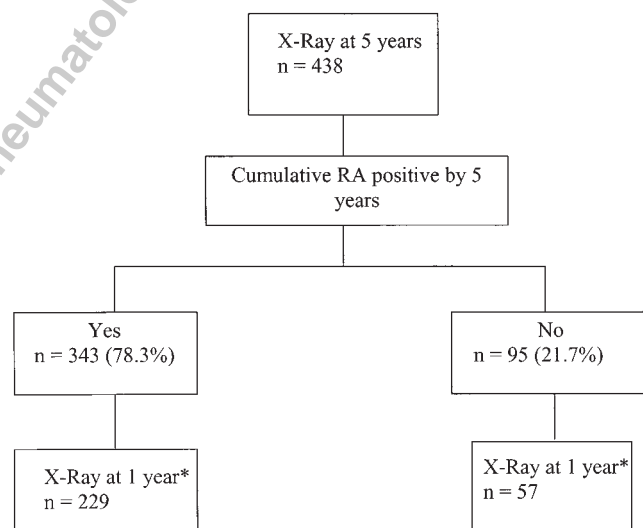 X-Ray at 5 years
n = 438
Cumulative RA positive by 5
years
Yes
n = 343 (78.3%)
No
n = 95 (21.7%)
X-Ray at 1 year*
n = 229
X-Ray at 1 year*
n = 57